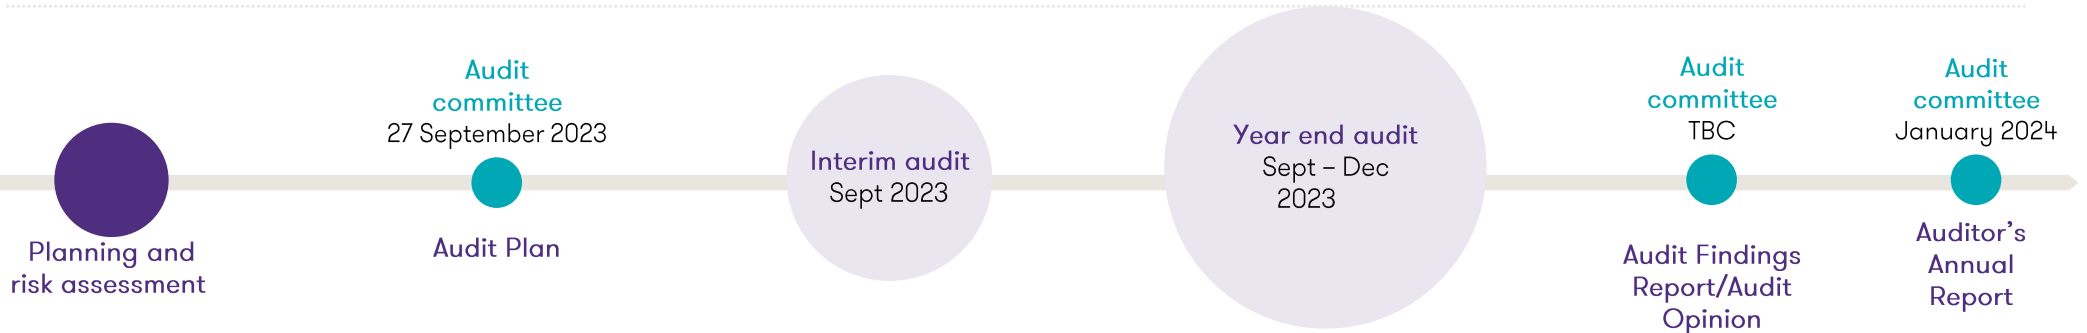 Planning and
risk assessment
Audit
committee
27 September 2023
Audit Plan
Interim audit
Sept 2023
Year end audit
Sept – Dec
2023
Audit
committee
TBC
Audit Findings
Report/Audit
Opinion
Audit
committee
January 2024
Auditor’s
Annual
Report